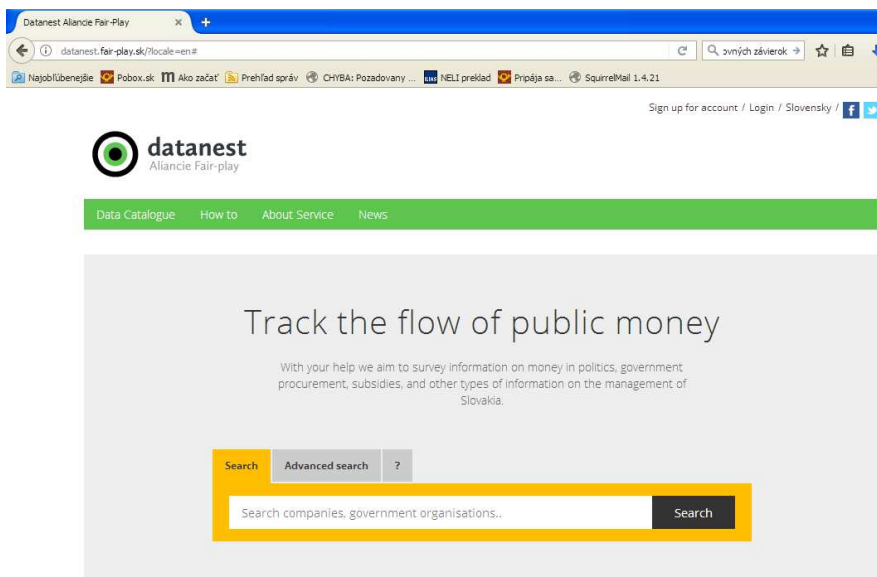 Datanest Aliancie Fair-Play
datanest.fair-play.sk/?locale=en#
ovných závierok
Najobľúbenejšie Pobox.sk Ako začať Prehľad správ CHYBA: Pozadovany ... NELI preklad Pripája sa... SquirrelMail 1.4.21
Sign up for account / Login / Slovensky /
datanest
Aliancie Fair-play
Data Catalogue How to About Service News
Track the flow of public money
With your help we aim to survey information on money in politics, government
procurement, subsidies, and other types of information on the management of
Slovakia.
Search Advanced search ?
Search companies, government organisations.. Search